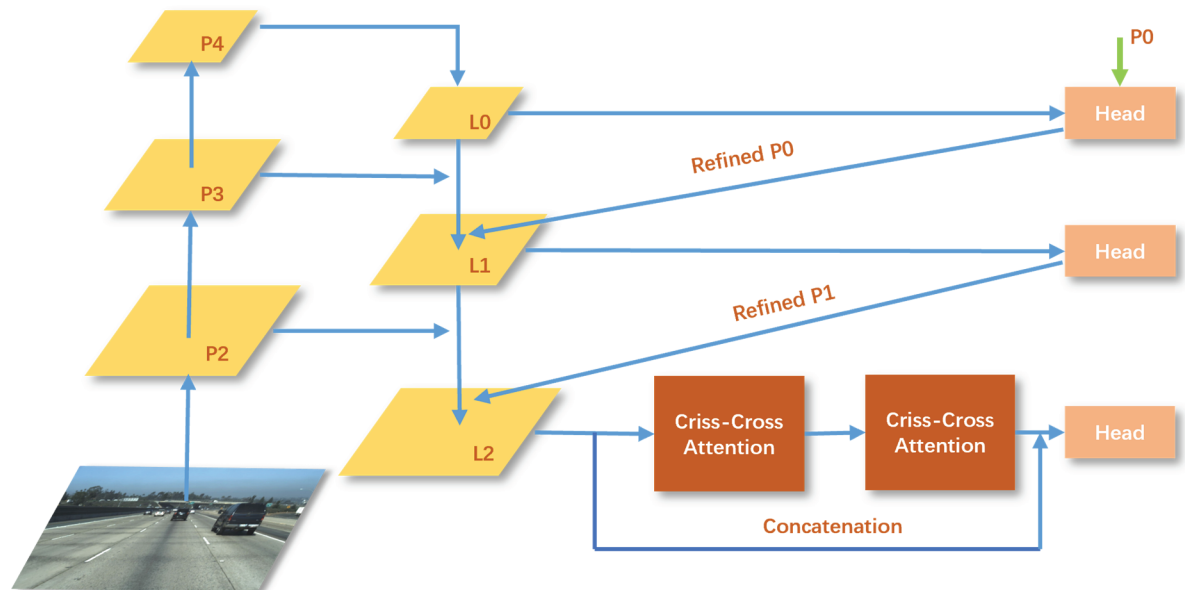 P4
P0
L0
Head
Refined P0
P3
L1
Head
Refined P1
P2
Criss-Cross
Attention
Criss-Cross
Attention
Head
L2
Concatenation